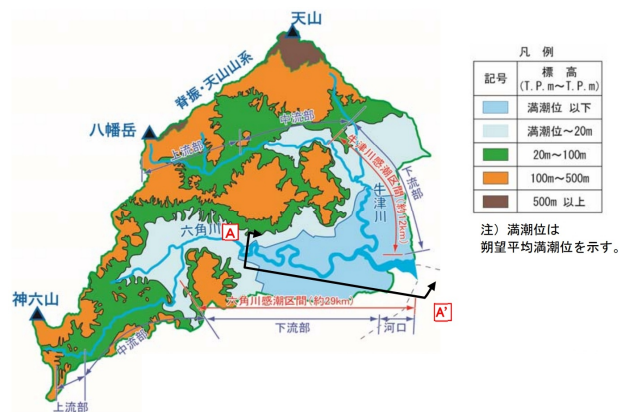 天山
脊振・天山山系
八幡岳
上流部
中流部
牛津川感潮区間(約12km)
下流部
牛津川
六角川
A
A'
神六山
六角川感潮区間(約29km)
下流部
河口
中流部
上流部
凡 例
記号
標 高
(T.P.m～T.P.m)
満潮位 以下
満潮位～20m
20m～100m
100m～500m
500m 以上
注）満潮位は
朔望平均満潮位を示す。